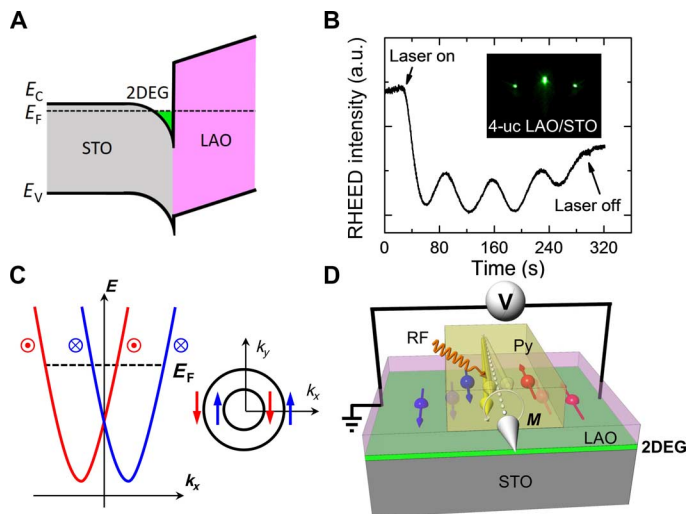 A
2DEG
E_C
E_F
STO
LAO
E_V
B
RHEED intensity (a.u.)
Laser on
4-uc LAO/STO
Laser off
0 80 160 240 320
Time (s)
C
E
E_F
k_x
k_y
k_x
D
V
RF
Py
M
LAO
2DEG
STO